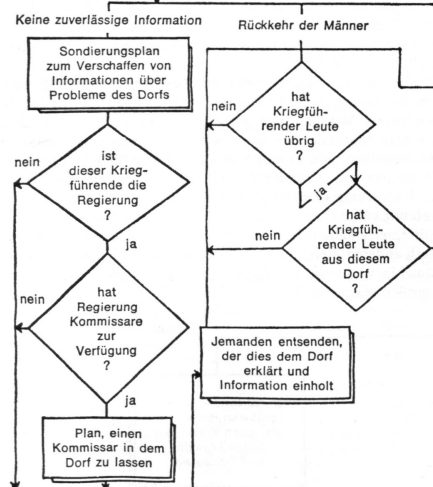 Keine zuverlässige Information
Sondierungsplan
zum Verschaffen von
Informationen über
Probleme des Dorfs
nein
ist
dieser Krieg-
führende die
Regierung
?
ja
nein
hat
Regierung
Kommissare
zur
Verfügung
?
ja
Plan, einen
Kommissar in dem
Dorf zu lassen
Rückkehr der Männer
nein
hat
Kriegfüh-
render Leute
übrig
?
ja
nein
hat
Kriegfüh-
render Leute
aus diesem
Dorf
?
Jemanden entsenden,
der dies dem Dorf
erklärt und
Information einholt